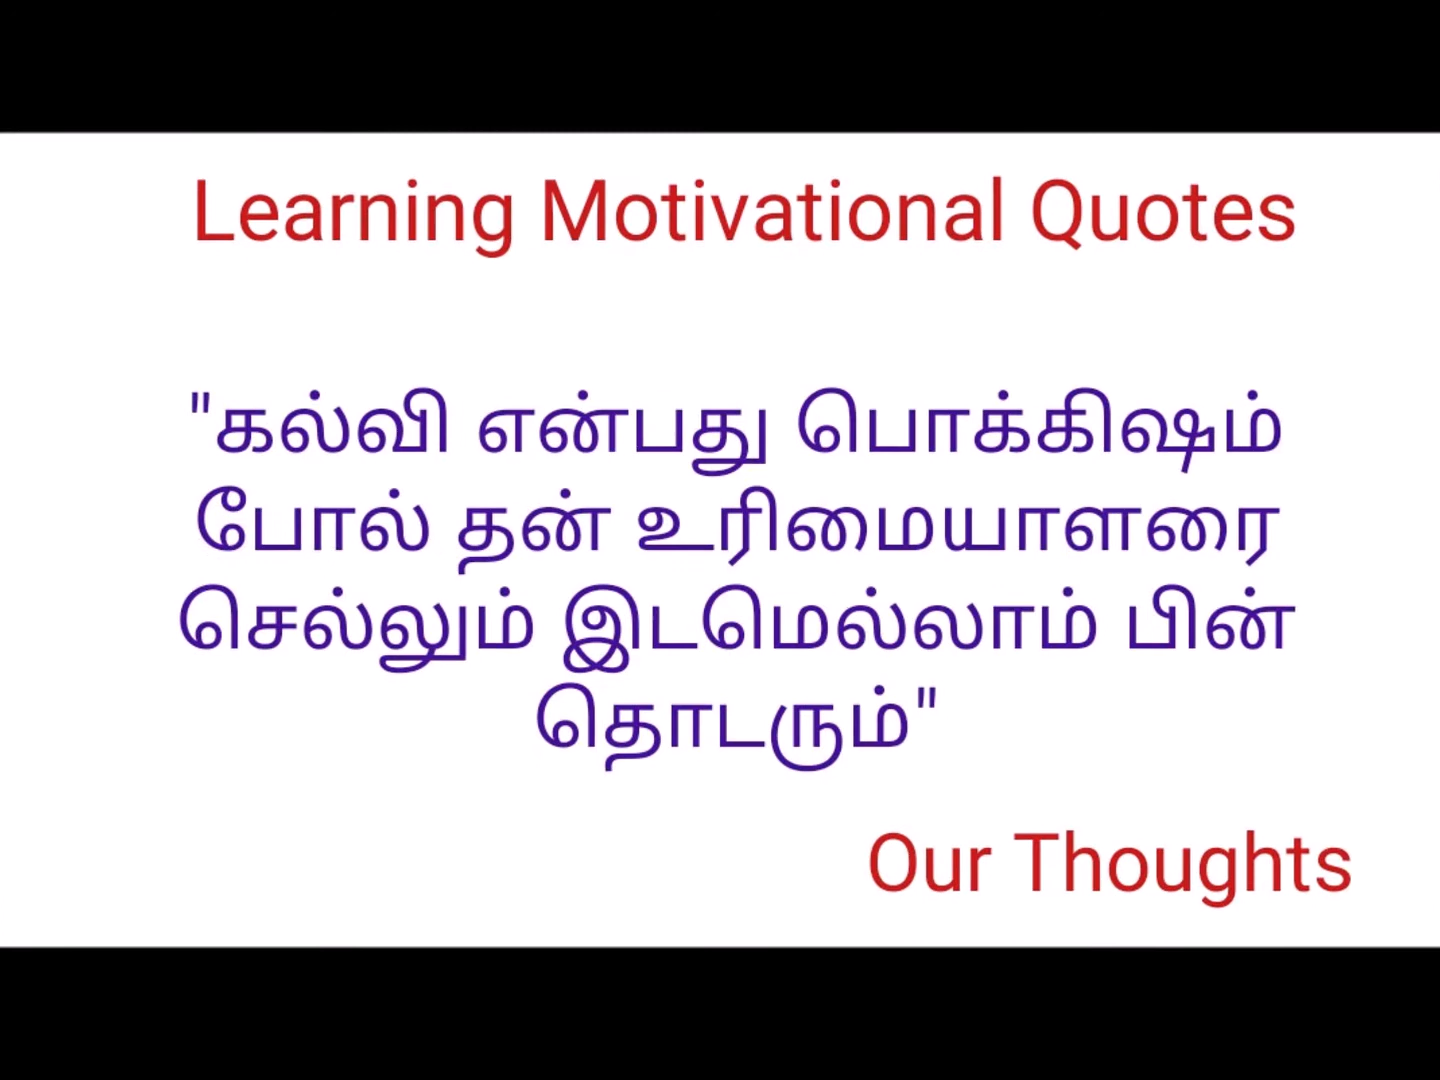 Learning Motivational Quotes
"கல்வி என்பது பொக்கிஷம்
போல் தன் உரிமையாளரை
செல்லும் இடமெல்லாம் பின்
தொடரும்"
Our Thoughts